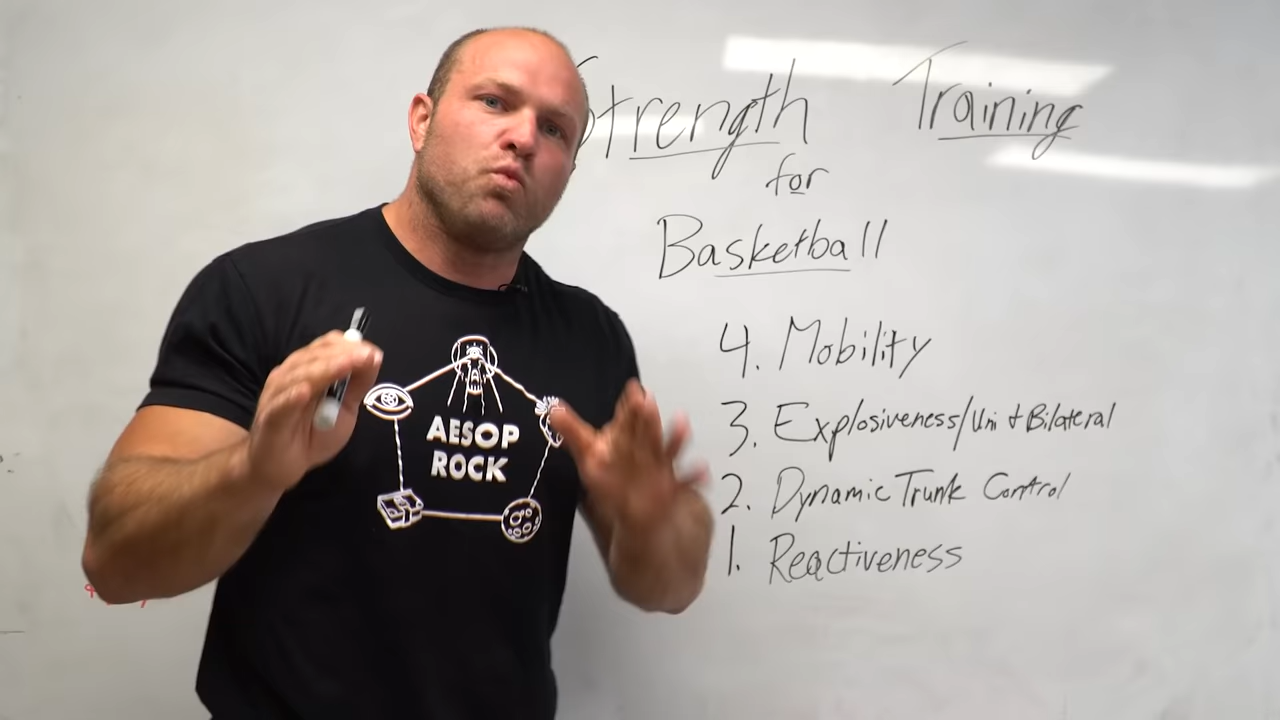 Strength Training
for
Basketball
4. Mobility
3. Explosiveness/Uni + Bilateral
2. Dynamic Trunk Control
1. Reactiveness
AESOP
ROCK